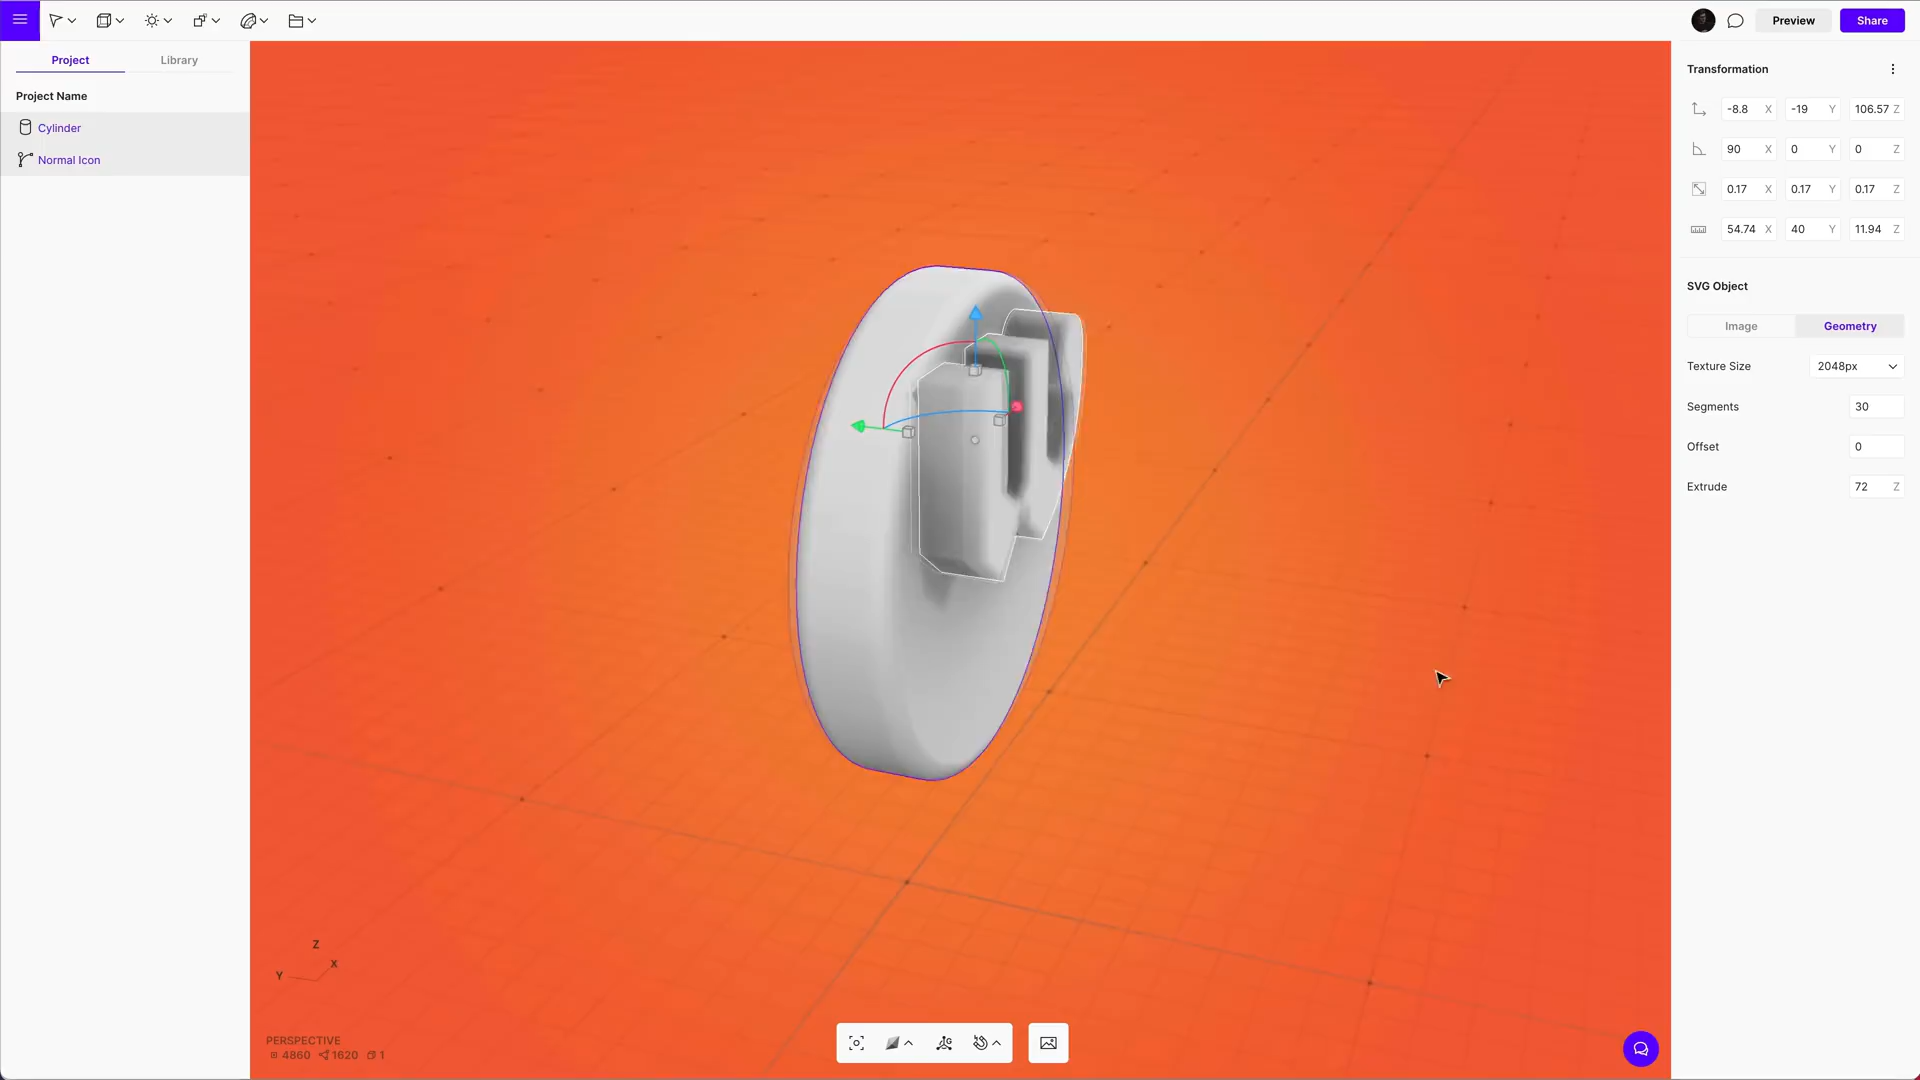 Preview
Share
Project
Library
Project Name
Cylinder
Normal Icon
Transformation
-8.8 X -19 Y 106.57 Z
90 X 0 Y 0 Z
0.17 X 0.17 Y 0.17 Z
54.74 X 40 Y 11.94 Z
SVG Object
Image Geometry
Texture Size 2048px
Segments 30
Offset 0
Extrude 72 Z
Z
X
Y
PERSPECTIVE
4860 1620 1